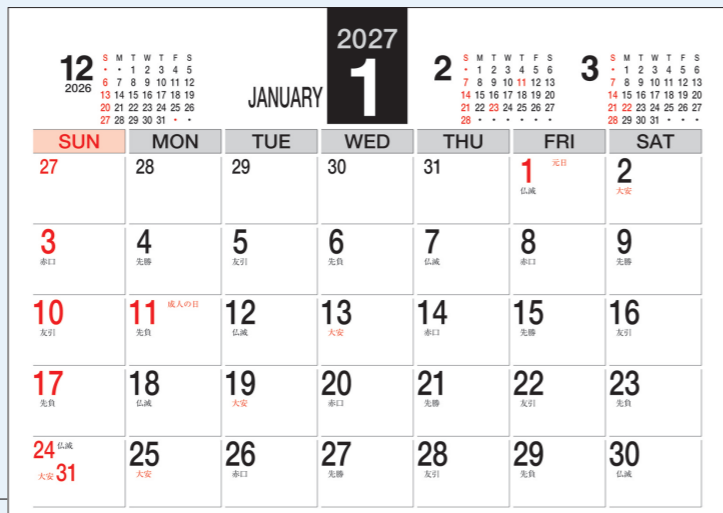 2027
1
JANUARY
12
2026
S M T W T F S
• • 1 2 3 4 5
6 7 8 9 10 11 12
13 14 15 16 17 18 19
20 21 22 23 24 25 26
27 28 29 30 31 • •
2
S M T W T F S
• 1 2 3 4 5 6
7 8 9 10 11 12 13
14 15 16 17 18 19 20
21 22 23 24 25 26 27
28 • • • • • •
3
S M T W T F S
• 1 2 3 4 5 6
7 8 9 10 11 12 13
14 15 16 17 18 19 20
21 22 23 24 25 26 27
28 29 30 31 • • •
SUN MON TUE WED THU FRI SAT
27 28 29 30 31 1 元日 2
仏滅 大安
3 4 5 6 7 8 9
赤口 先勝 友引 先負 仏滅 赤口 先勝
10 11 成人の日 12 13 14 15 16
友引 先負 仏滅 大安 赤口 先勝 友引
17 18 19 20 21 22 23
先負 仏滅 大安 赤口 先勝 友引 先負
24 仏滅 25 26 27 28 29 30
大安 31 大安 赤口 先勝 友引 先負 仏滅